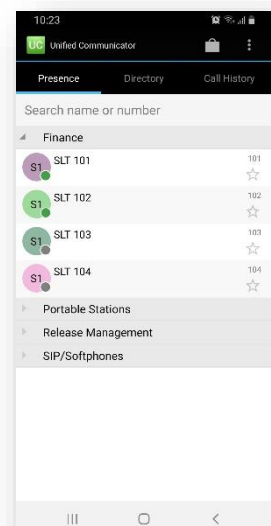 10:23
UC Unified Communicator
Presence Directory Call History
Search name or number
Finance
S1 SLT 101 101
S1 SLT 102 102
S1 SLT 103 103
S1 SLT 104 104
Portable Stations
Release Management
SIP/Softphones